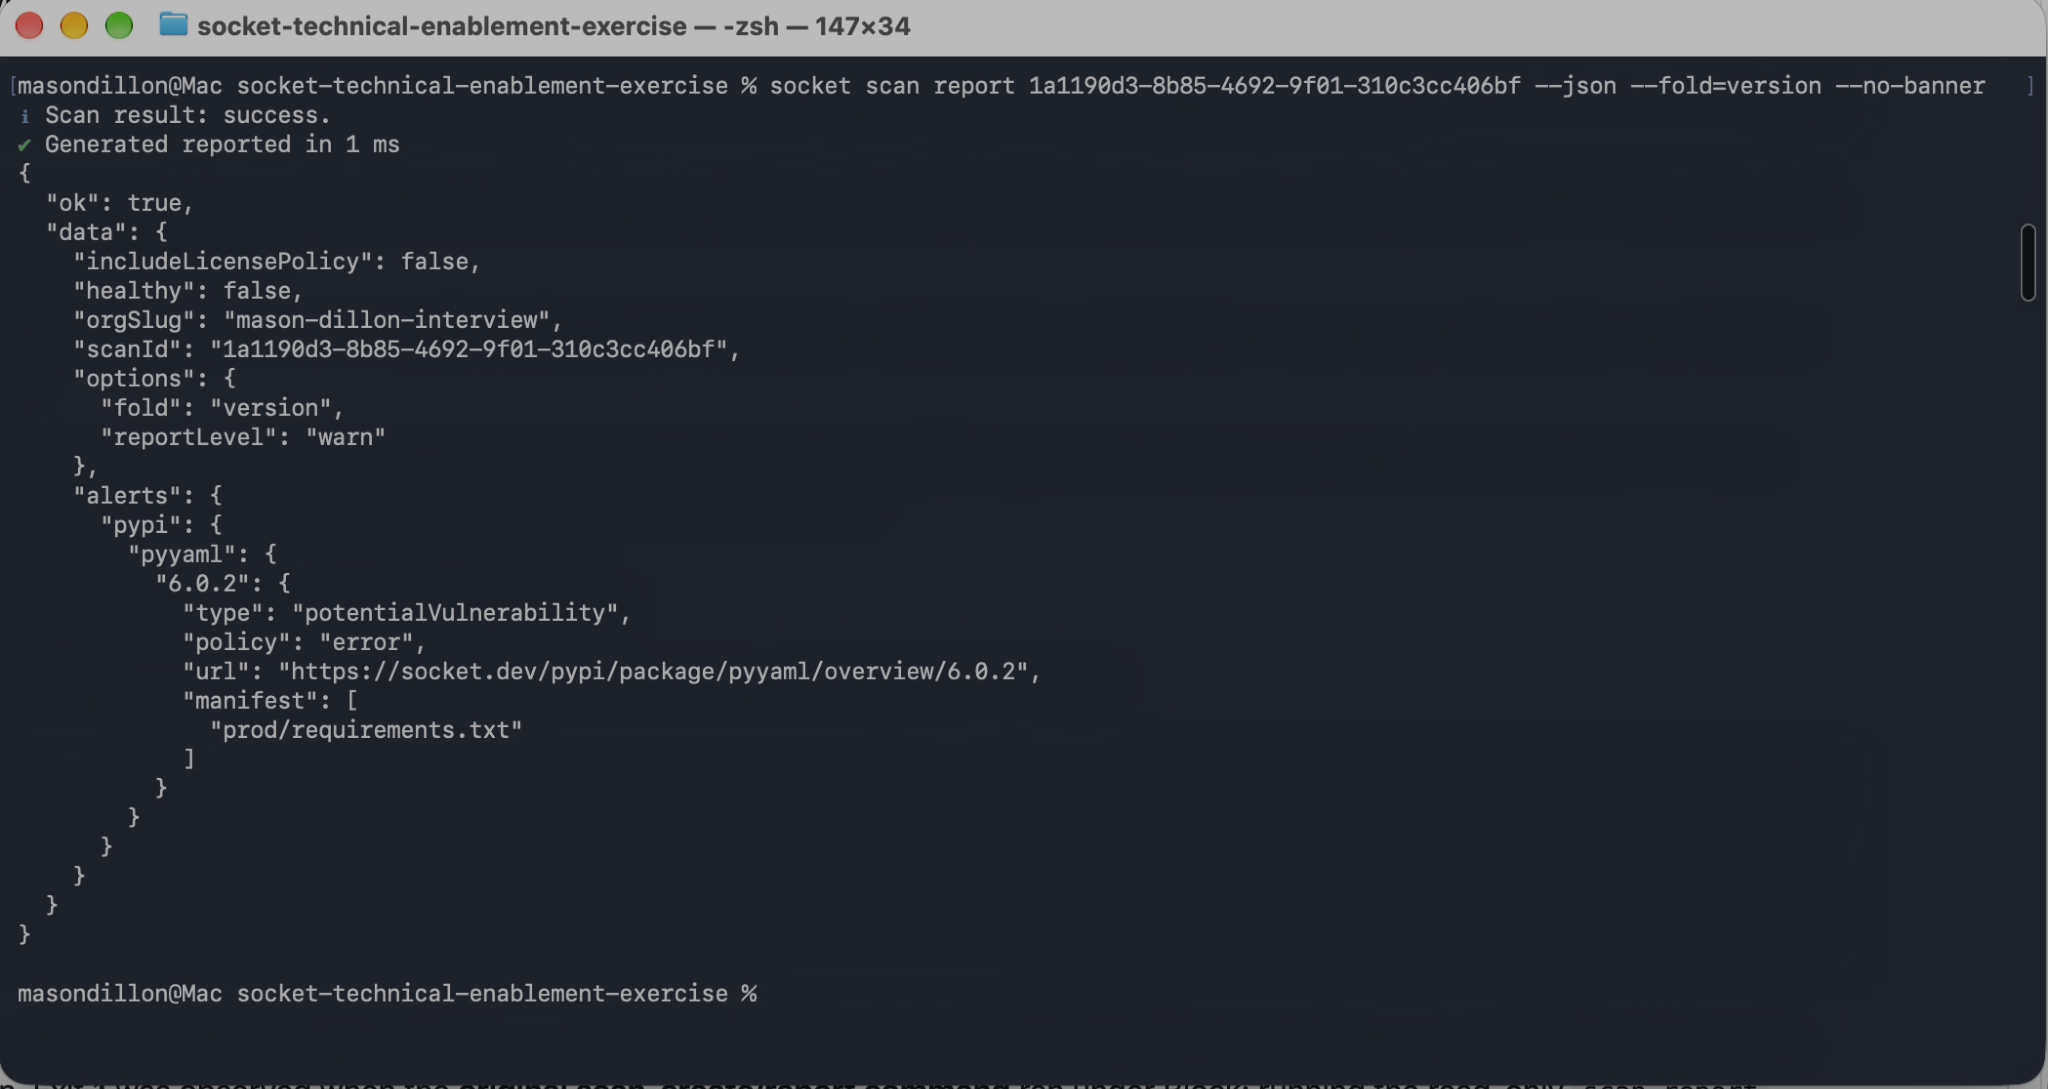 socket-technical-enablement-exercise — -zsh — 147×34
[masondillon@Mac socket-technical-enablement-exercise % socket scan report 1a1190d3-8b85-4692-9f01-310c3cc406bf --json --fold=version --no-banner ]
i Scan result: success.
✔ Generated reported in 1 ms
{
  "ok": true,
  "data": {
    "includeLicensePolicy": false,
    "healthy": false,
    "orgSlug": "mason-dillon-interview",
    "scanId": "1a1190d3-8b85-4692-9f01-310c3cc406bf",
    "options": {
      "fold": "version",
      "reportLevel": "warn"
    },
    "alerts": {
      "pypi": {
        "pyyaml": {
          "6.0.2": {
            "type": "potentialVulnerability",
            "policy": "error",
            "url": "https://socket.dev/pypi/package/pyyaml/overview/6.0.2",
            "manifest": [
              "prod/requirements.txt"
            ]
          }
        }
      }
    }
  }
}
masondillon@Mac socket-technical-enablement-exercise %